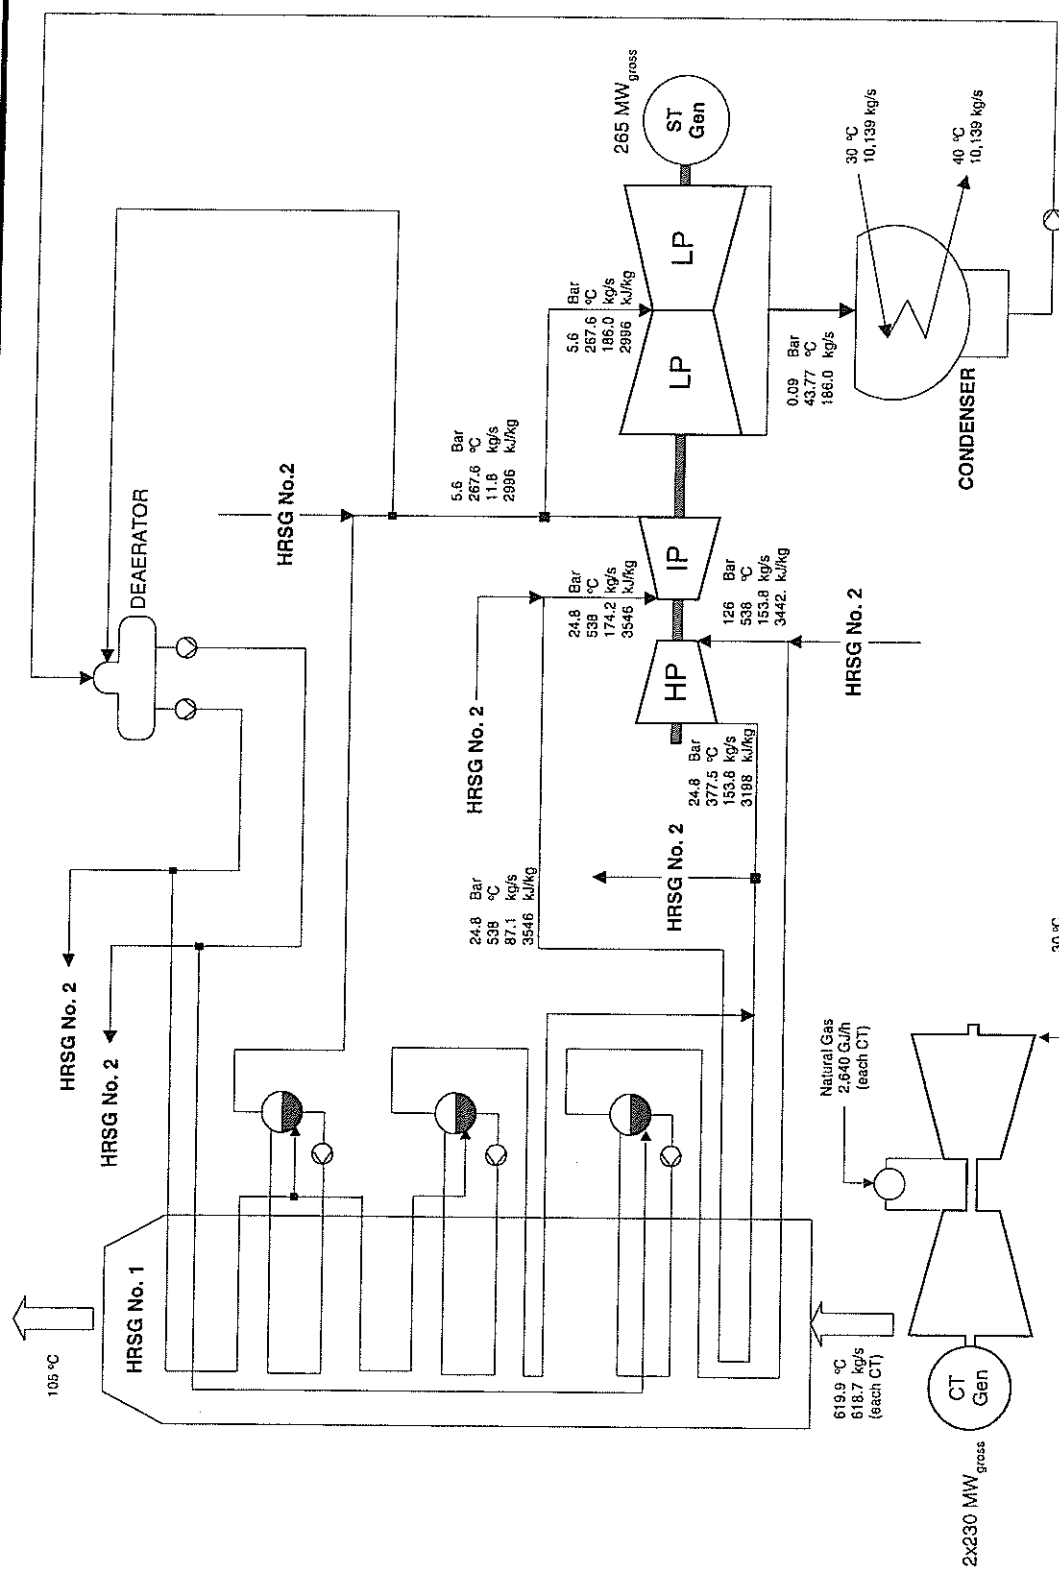 265 MWgross
ST
Gen
30 °C
10,139 kg/s
40 °C
10,139 kg/s
LP
LP
5.6 Bar
267.6 °C
186.0 kg/s
2996 kJ/kg
0.09 Bar
43.77 °C
186.0 kg/s
CONDENSER
5.6 Bar
267.6 °C
11.8 kg/s
2996 kJ/kg
HRSG No.2
DEAERATOR
IP
24.8 Bar
538 °C
174.2 kg/s
3546 kJ/kg
126 Bar
538 °C
153.8 kg/s
3442. kJ/kg
HRSG No. 2
HP
HRSG No. 2
24.8 Bar
377.5 °C
153.8 kg/s
3198 kJ/kg
HRSG No. 2
24.8 Bar
538 °C
87.1 kg/s
3546 kJ/kg
HRSG No. 2
HRSG No. 2
30 °C
Natural Gas
2,640 GJ/h
(each CT)
HRSG No. 1
105 °C
619.9 °C
618.7 kg/s
(each CT)
CT
Gen
2x230 MWgross